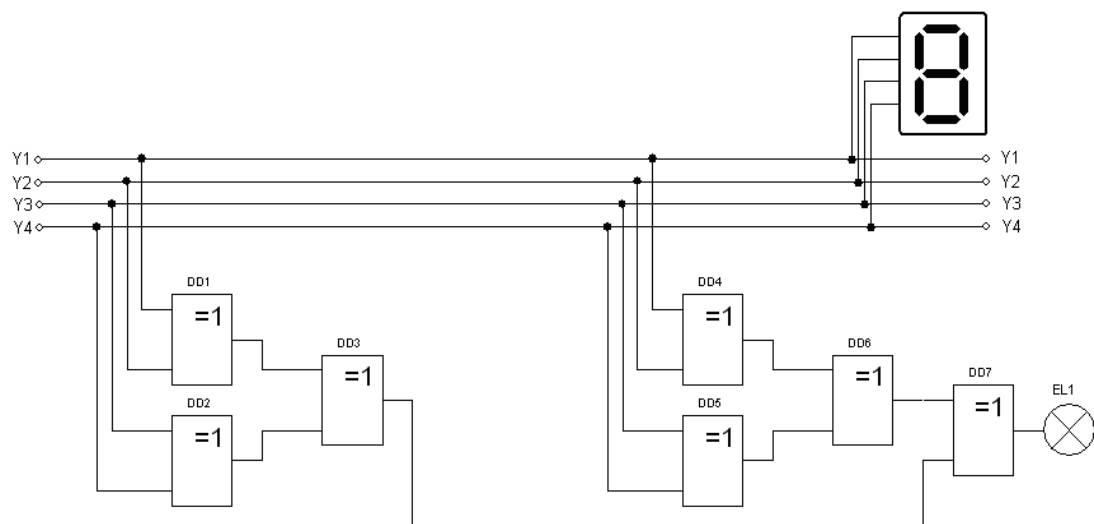 Y1 Y1
Y2 Y2
Y3 Y3
Y4 Y4
DD1 DD4
=1 =1
DD3 DD6
=1 =1
DD7 EL1
=1
DD2 DD5
=1 =1